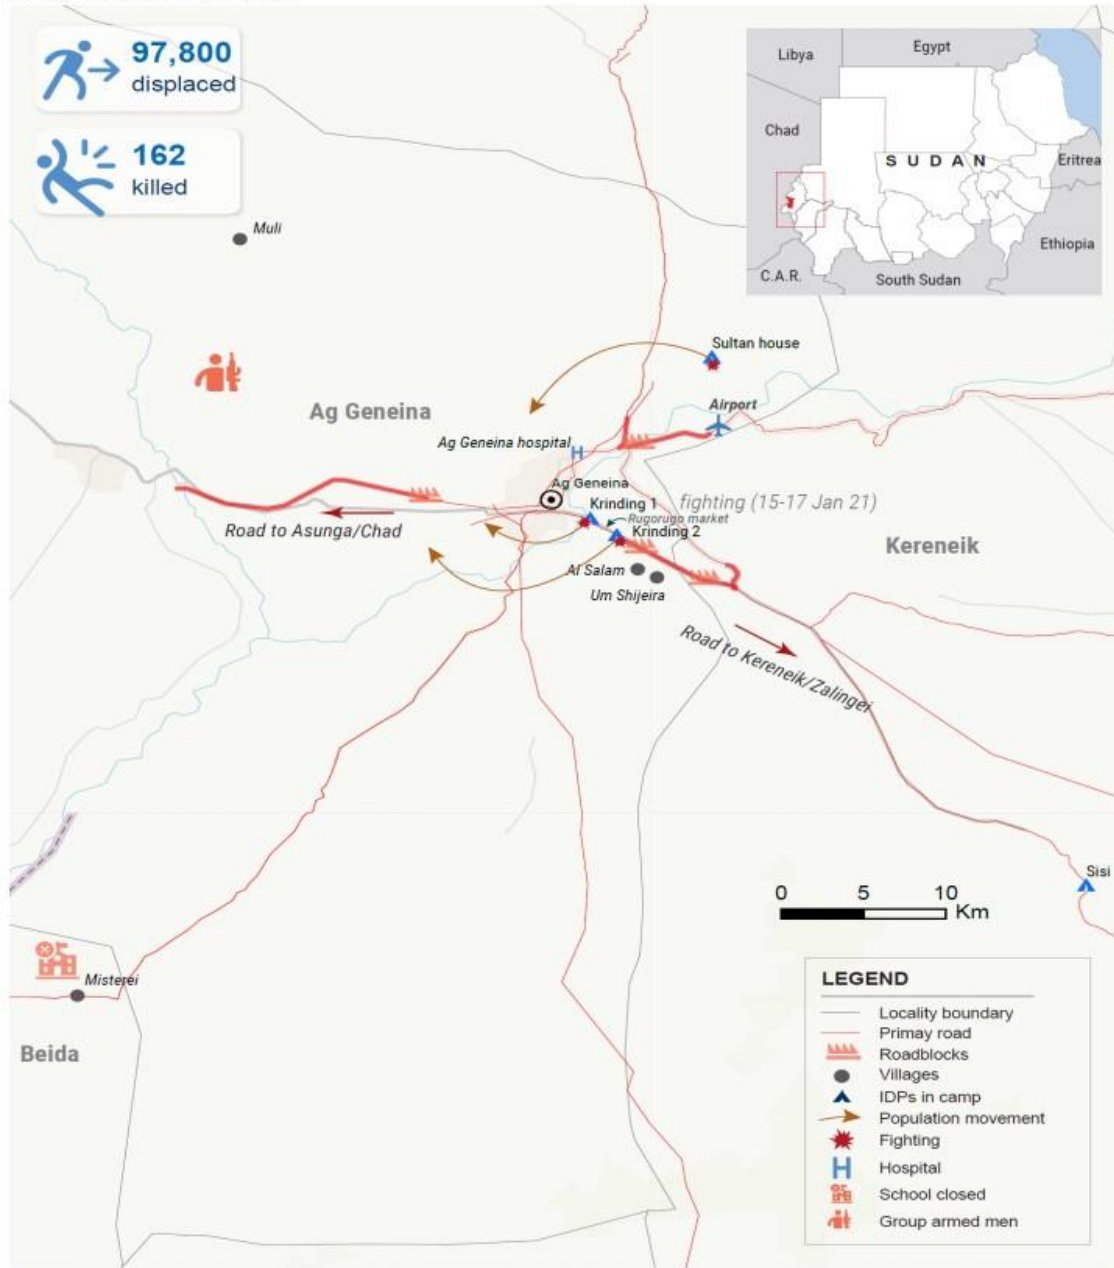 97,800
displaced
162
killed
Libya
Egypt
Chad
SUDAN
Eritrea
Ethiopia
C.A.R.
South Sudan
Muli
Sultan house
Airport
Ag Geneina
Ag Geneina hospital
H
Ag Geneina
Krinding 1
fighting (15-17 Jan 21)
Rugorugo market
Krinding 2
Road to Asunga/Chad
Kereneik
Al Salam
Um Shijeira
Road to Kereneik/Zalingei
Sisi
0 5 10
Km
Misterei
Beida
LEGEND
Locality boundary
Primay road
Roadblocks
Villages
IDPs in camp
Population movement
Fighting
H Hospital
School closed
Group armed men